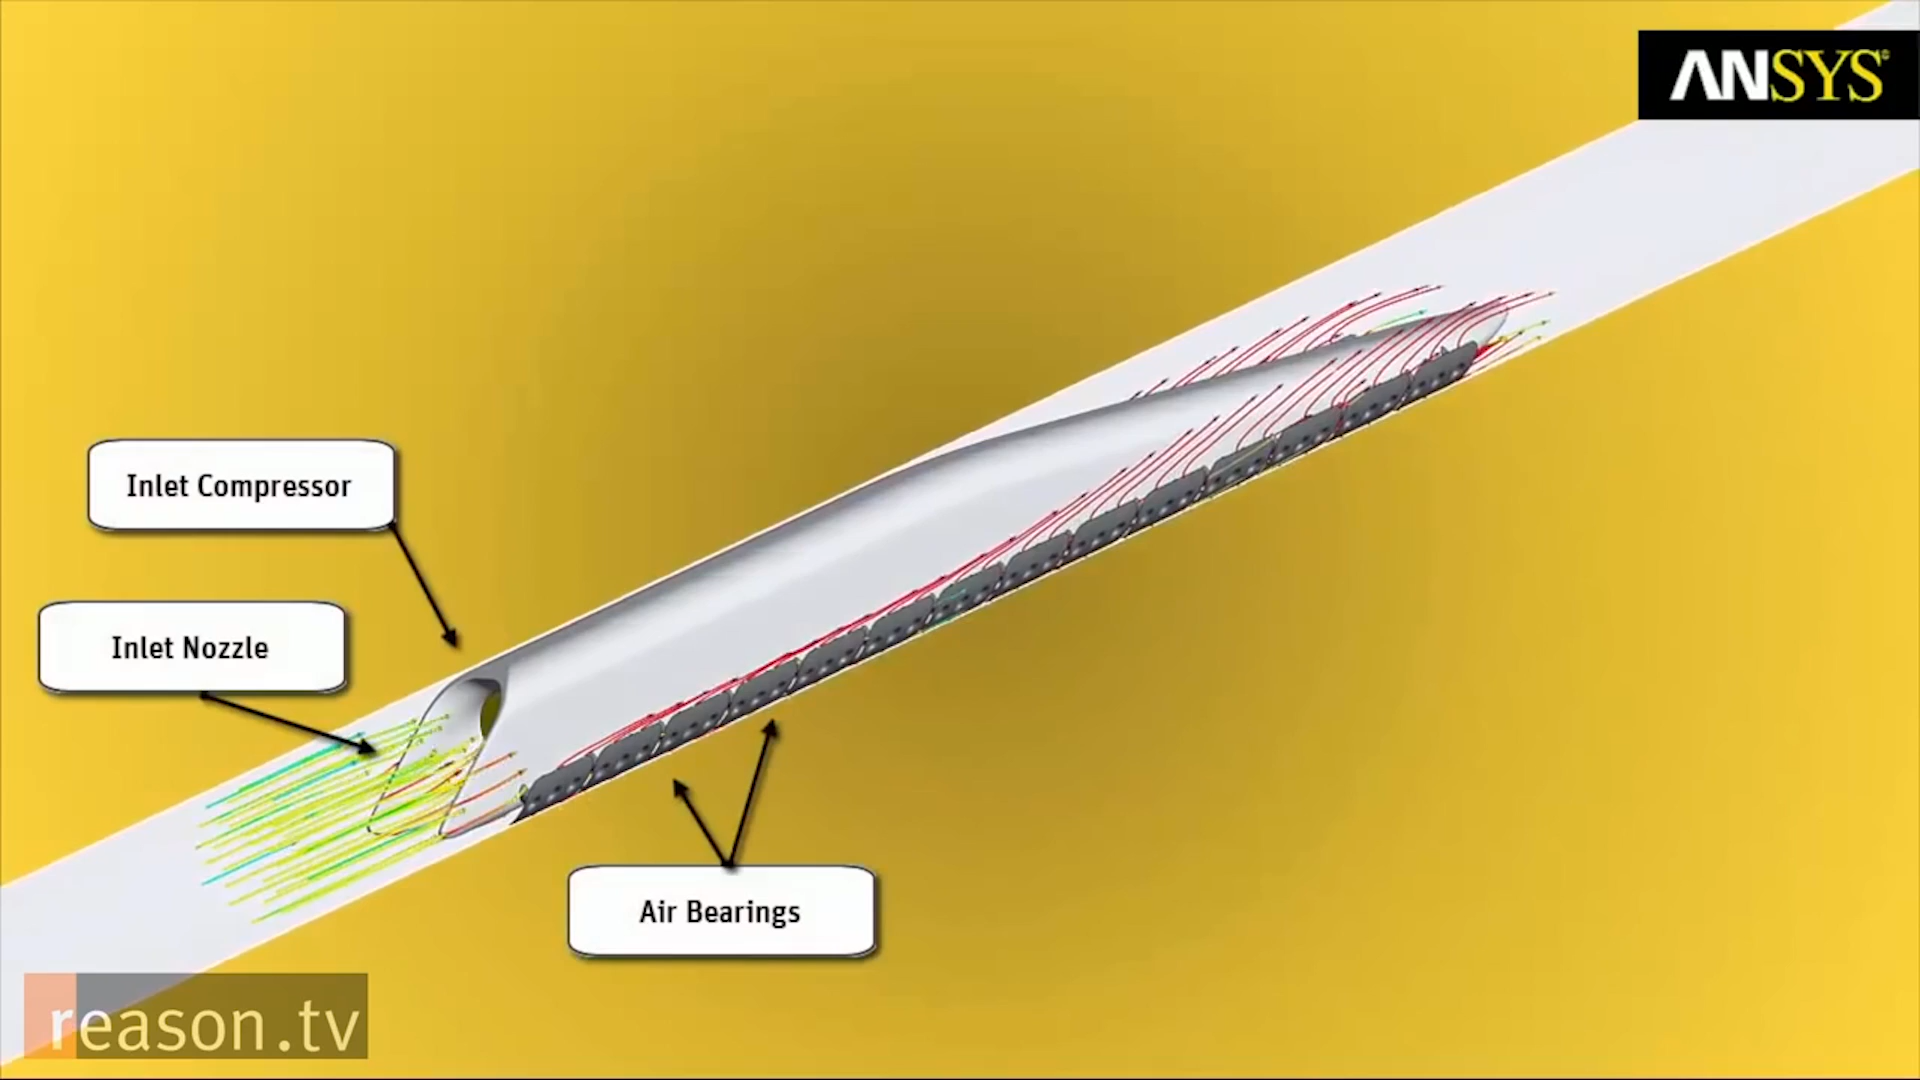 ANSYS
Inlet Compressor
Inlet Nozzle
Air Bearings
reason.tv